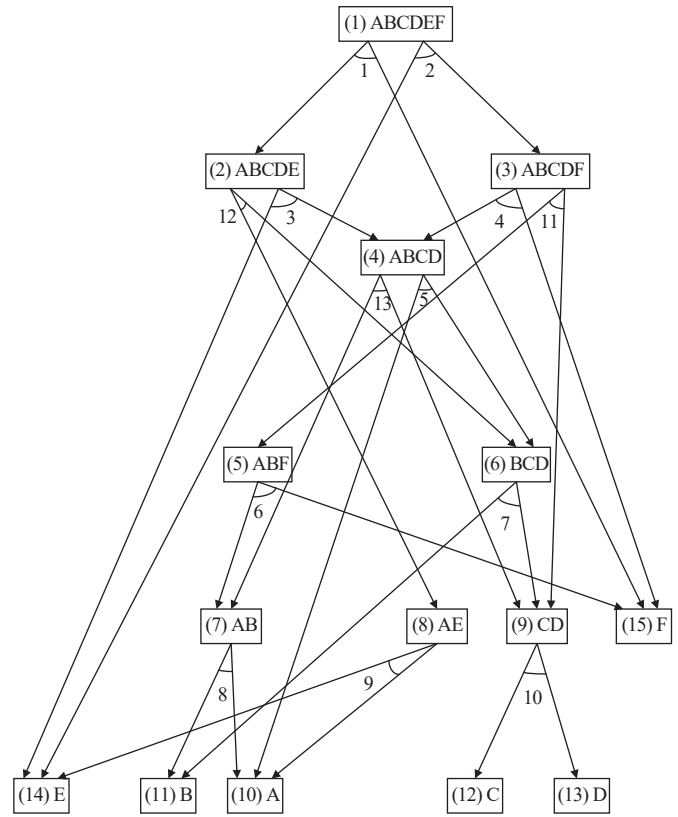 (1) ABCDEF
1
2
(2) ABCDE
(3) ABCDF
12
3
4
11
(4) ABCD
13
5
(5) ABF
(6) BCD
6
7
(7) AB
(8) AE
(9) CD
(15) F
8
9
10
(14) E
(11) B
(10) A
(12) C
(13) D